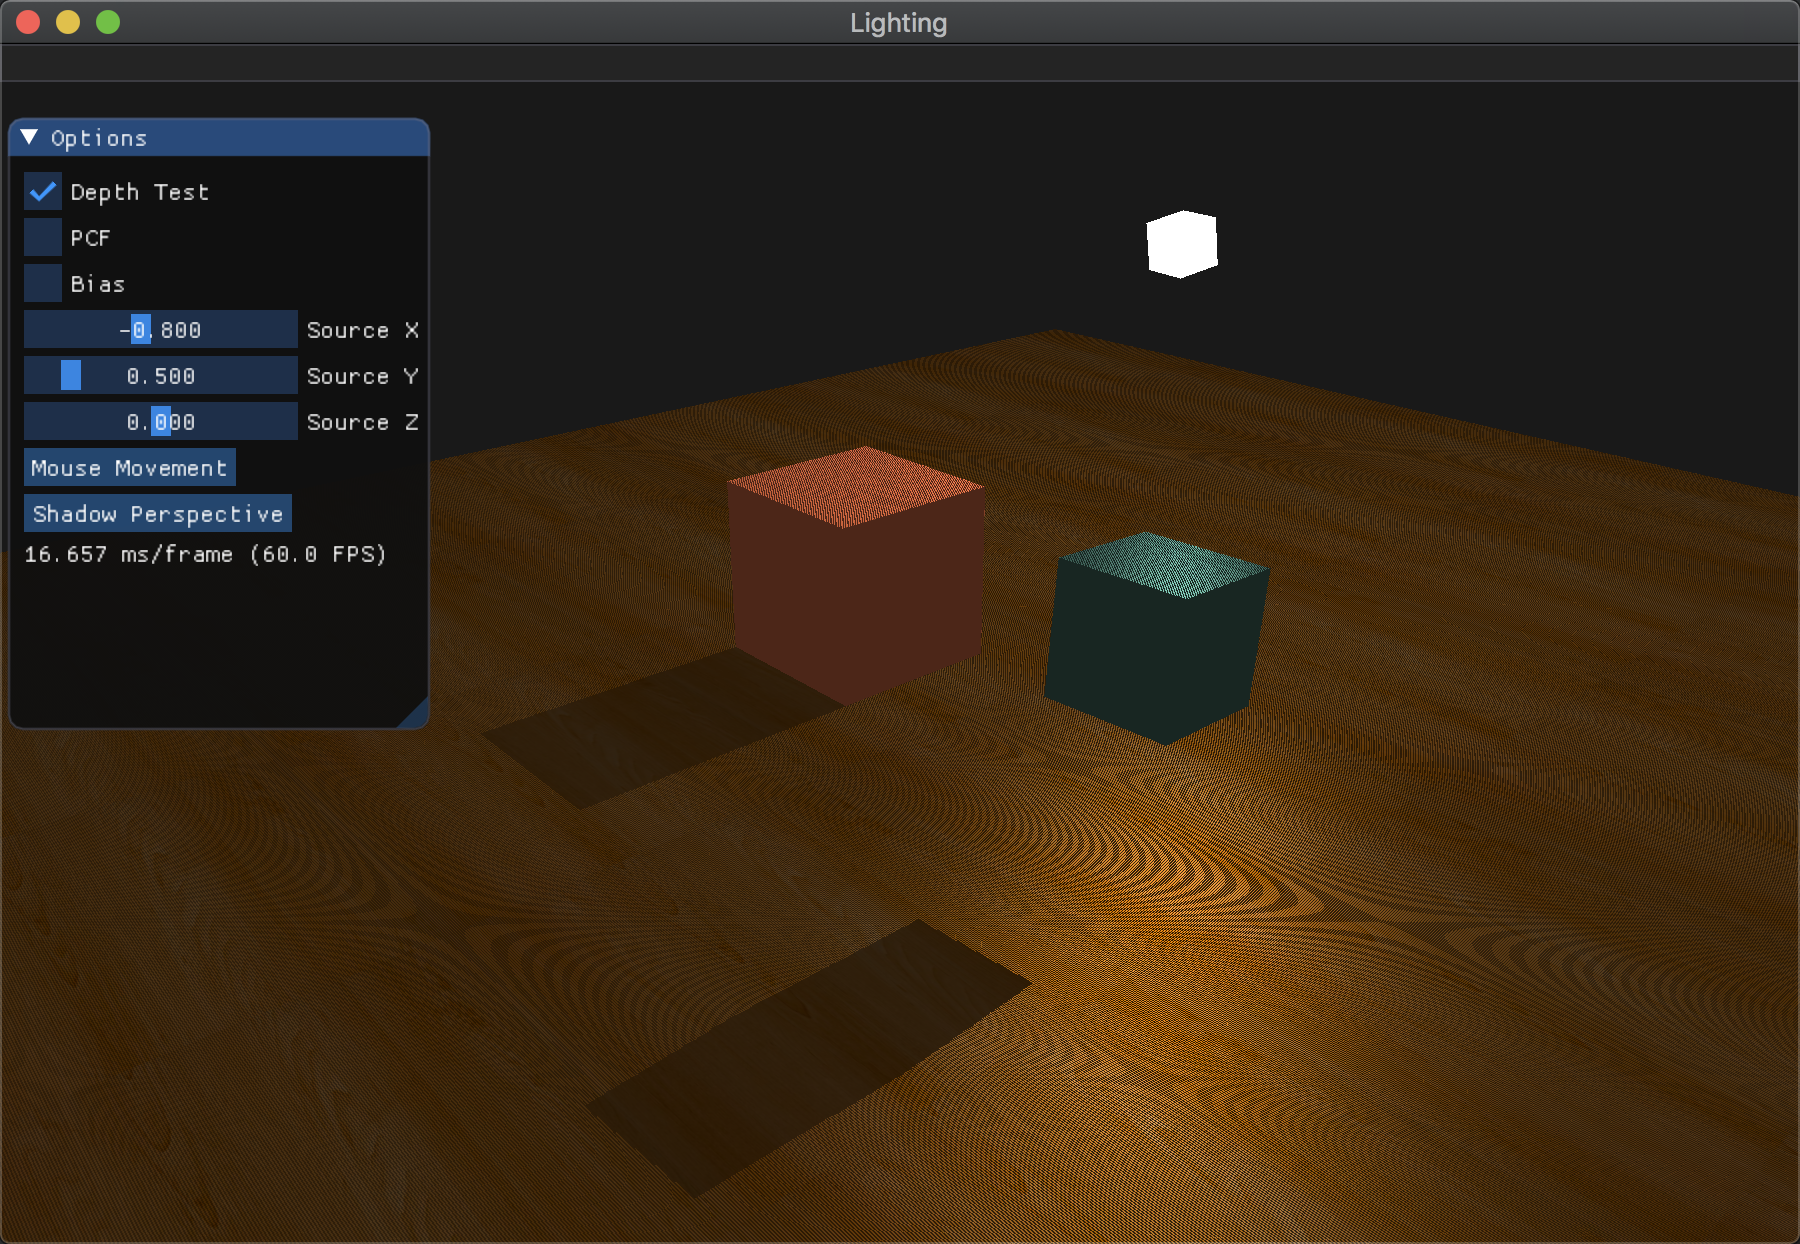 Lighting
Options
Depth Test
PCF
Bias
-0.800 Source X
0.500 Source Y
0.000 Source Z
Mouse Movement
Shadow Perspective
16.657 ms/frame (60.0 FPS)